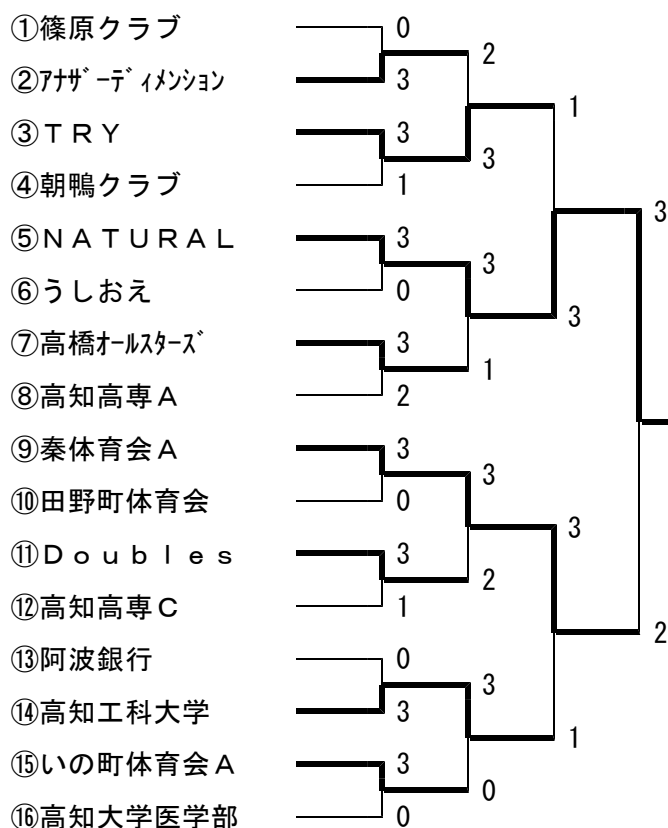 ①篠原クラブ 0
2
②ｱﾅｻﾞｰﾃﾞｨﾒﾝｼｮﾝ 3
1
③ＴＲＹ 3
3
④朝鴨クラブ 1
3
⑤ＮＡＴＵＲＡＬ 3
3
⑥うしおえ 0
3
⑦高橋ｵｰﾙｽﾀｰｽﾞ 3
1
⑧高知高専Ａ 2
⑨秦体育会Ａ 3
3
⑩田野町体育会 0
3
⑪Ｄｏｕｂｌｅｓ 3
2
⑫高知高専Ｃ 1
2
⑬阿波銀行 0
3
⑭高知工科大学 3
1
⑮いの町体育会Ａ 3
0
⑯高知大学医学部 0